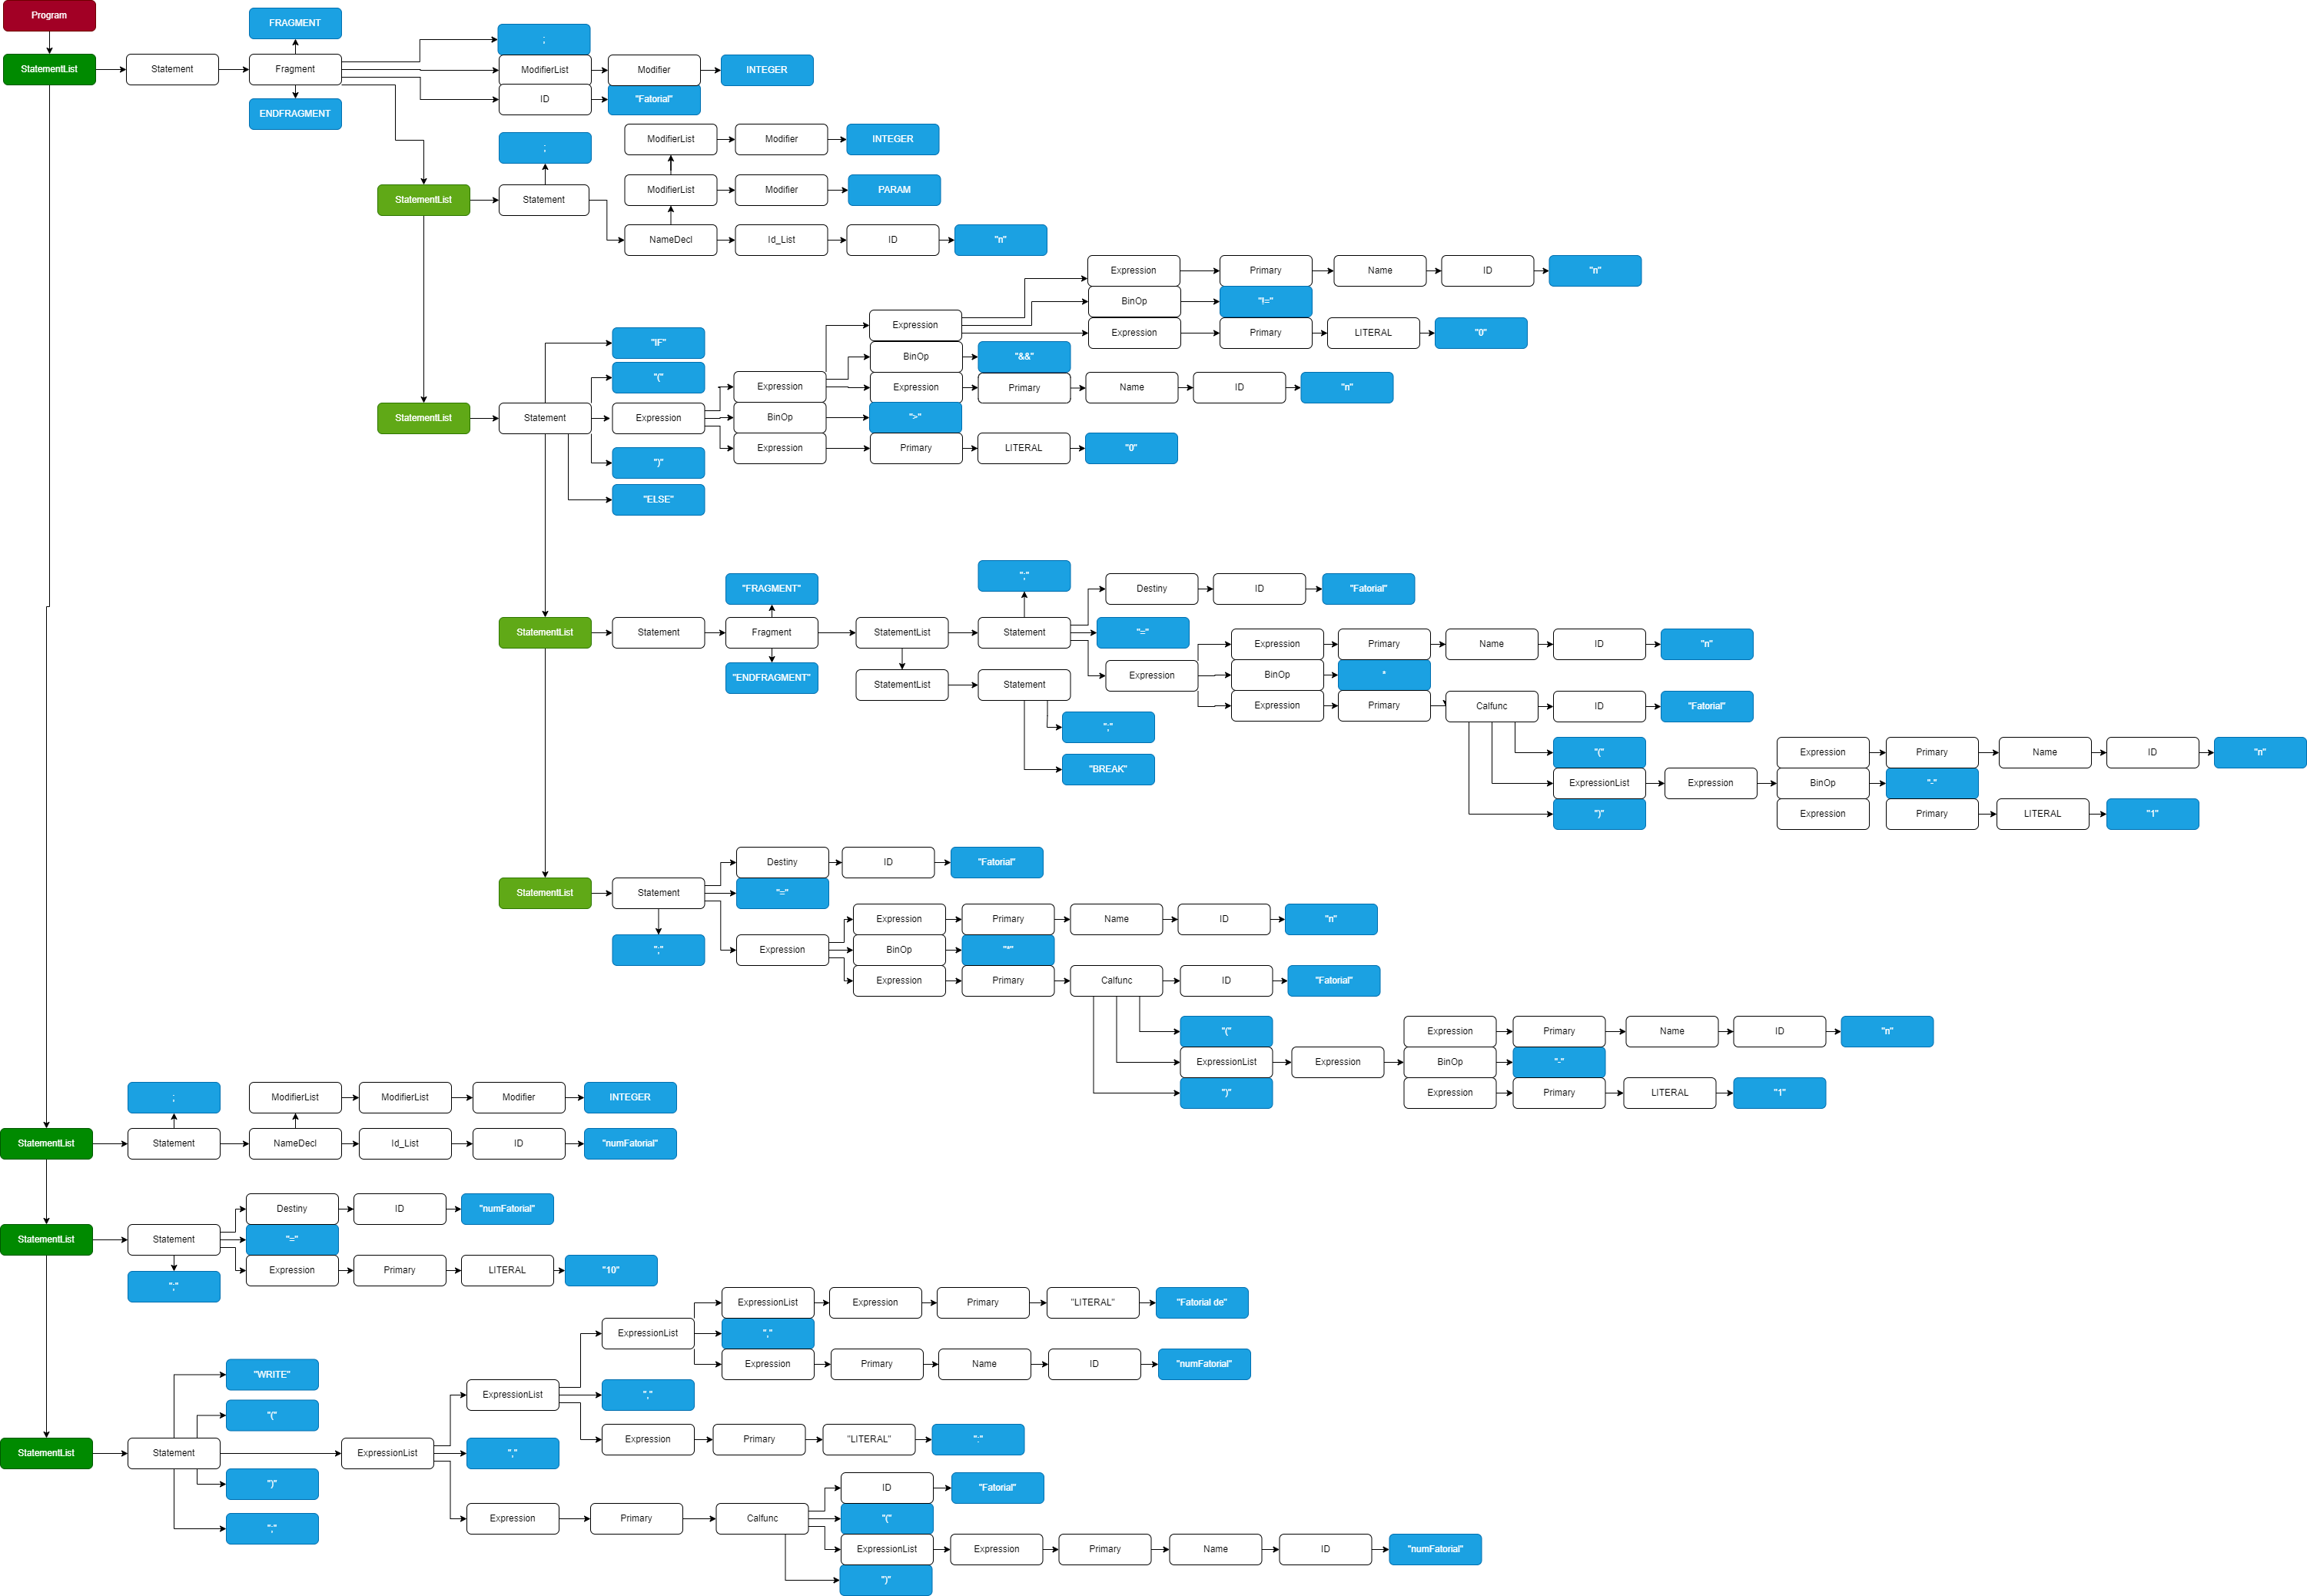 Program
FRAGMENT
;
StatementList Statement Fragment ModifierList Modifier INTEGER
ID "Fatorial"
ENDFRAGMENT
ModifierList Modifier INTEGER
;
ModifierList Modifier PARAM
StatementList Statement
NameDecl Id_List ID "n"
Expression Primary Name ID "n"
BinOp "!="
Expression
Expression Primary LITERAL "0"
"IF"
BinOp "&&"
"("
Expression Expression Primary Name ID "n"
StatementList Statement Expression BinOp ">"
Expression Primary LITERAL "0"
")"
"ELSE"
";"
"FRAGMENT" Destiny ID "Fatorial"
StatementList Statement Fragment StatementList Statement "="
Expression Primary Name ID "n"
"ENDFRAGMENT" StatementList Statement Expression BinOp *
Expression Primary Calfunc ID "Fatorial"
";"
"("
Expression Primary Name ID "n"
"BREAK"
ExpressionList Expression BinOp "-"
")"
Expression Primary LITERAL "1"
Destiny ID "Fatorial"
StatementList Statement "="
Expression Primary Name ID "n"
";" Expression BinOp "*"
Expression Primary Calfunc ID "Fatorial"
"("
Expression Primary Name ID "n"
ExpressionList Expression BinOp "-"
")"
Expression Primary LITERAL "1"
; ModifierList ModifierList Modifier INTEGER
StatementList Statement NameDecl Id_List ID "numFatorial"
Destiny ID "numFatorial"
StatementList Statement "="
Expression Primary LITERAL "10"
";"
ExpressionList Expression Primary "LITERAL" "Fatorial de"
ExpressionList ","
Expression Primary Name ID "numFatorial"
"WRITE"
ExpressionList ","
"("
Expression Primary "LITERAL" ":"
StatementList Statement ExpressionList ","
")"
ID "Fatorial"
";"
Expression Primary Calfunc "("
ExpressionList Expression Primary Name ID "numFatorial"
")"